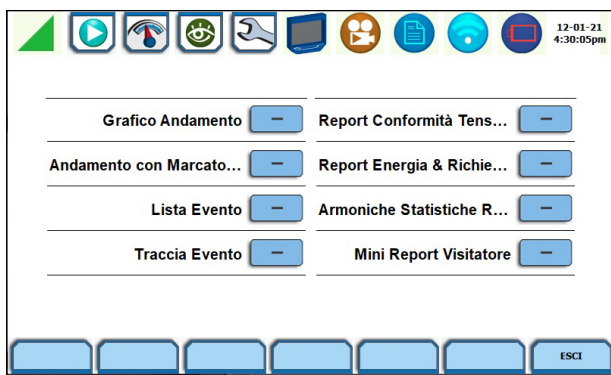 12-01-21
4:30:05pm
Grafico Andamento
Report Conformità Tens...
Andamento con Marcato...
Report Energia & Richie...
Lista Evento
Armoniche Statistiche R...
Traccia Evento
Mini Report Visitatore
ESCI